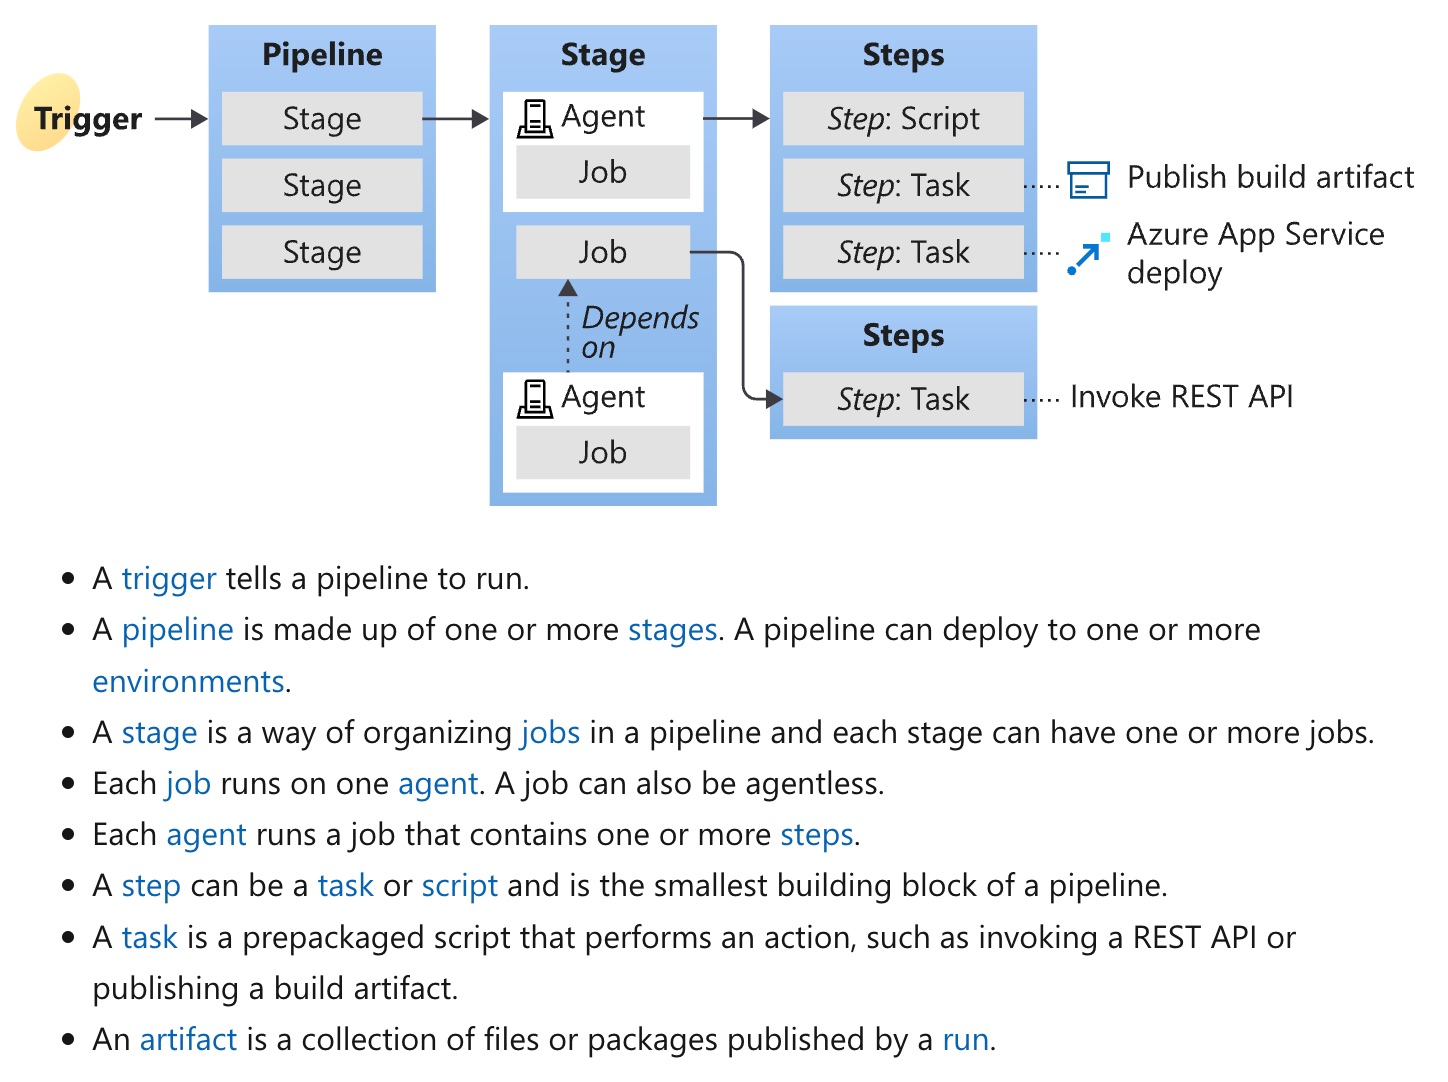 Trigger
Pipeline
Stage
Stage
Stage
Stage
Agent
Job
Job
Depends
on
Agent
Job
Steps
Step: Script
Step: Task
Step: Task
Publish build artifact
Azure App Service
deploy
Steps
Step: Task
Invoke REST API
• A trigger tells a pipeline to run.
• A pipeline is made up of one or more stages. A pipeline can deploy to one or more
environments.
• A stage is a way of organizing jobs in a pipeline and each stage can have one or more jobs.
• Each job runs on one agent. A job can also be agentless.
• Each agent runs a job that contains one or more steps.
• A step can be a task or script and is the smallest building block of a pipeline.
• A task is a prepackaged script that performs an action, such as invoking a REST API or
publishing a build artifact.
• An artifact is a collection of files or packages published by a run.